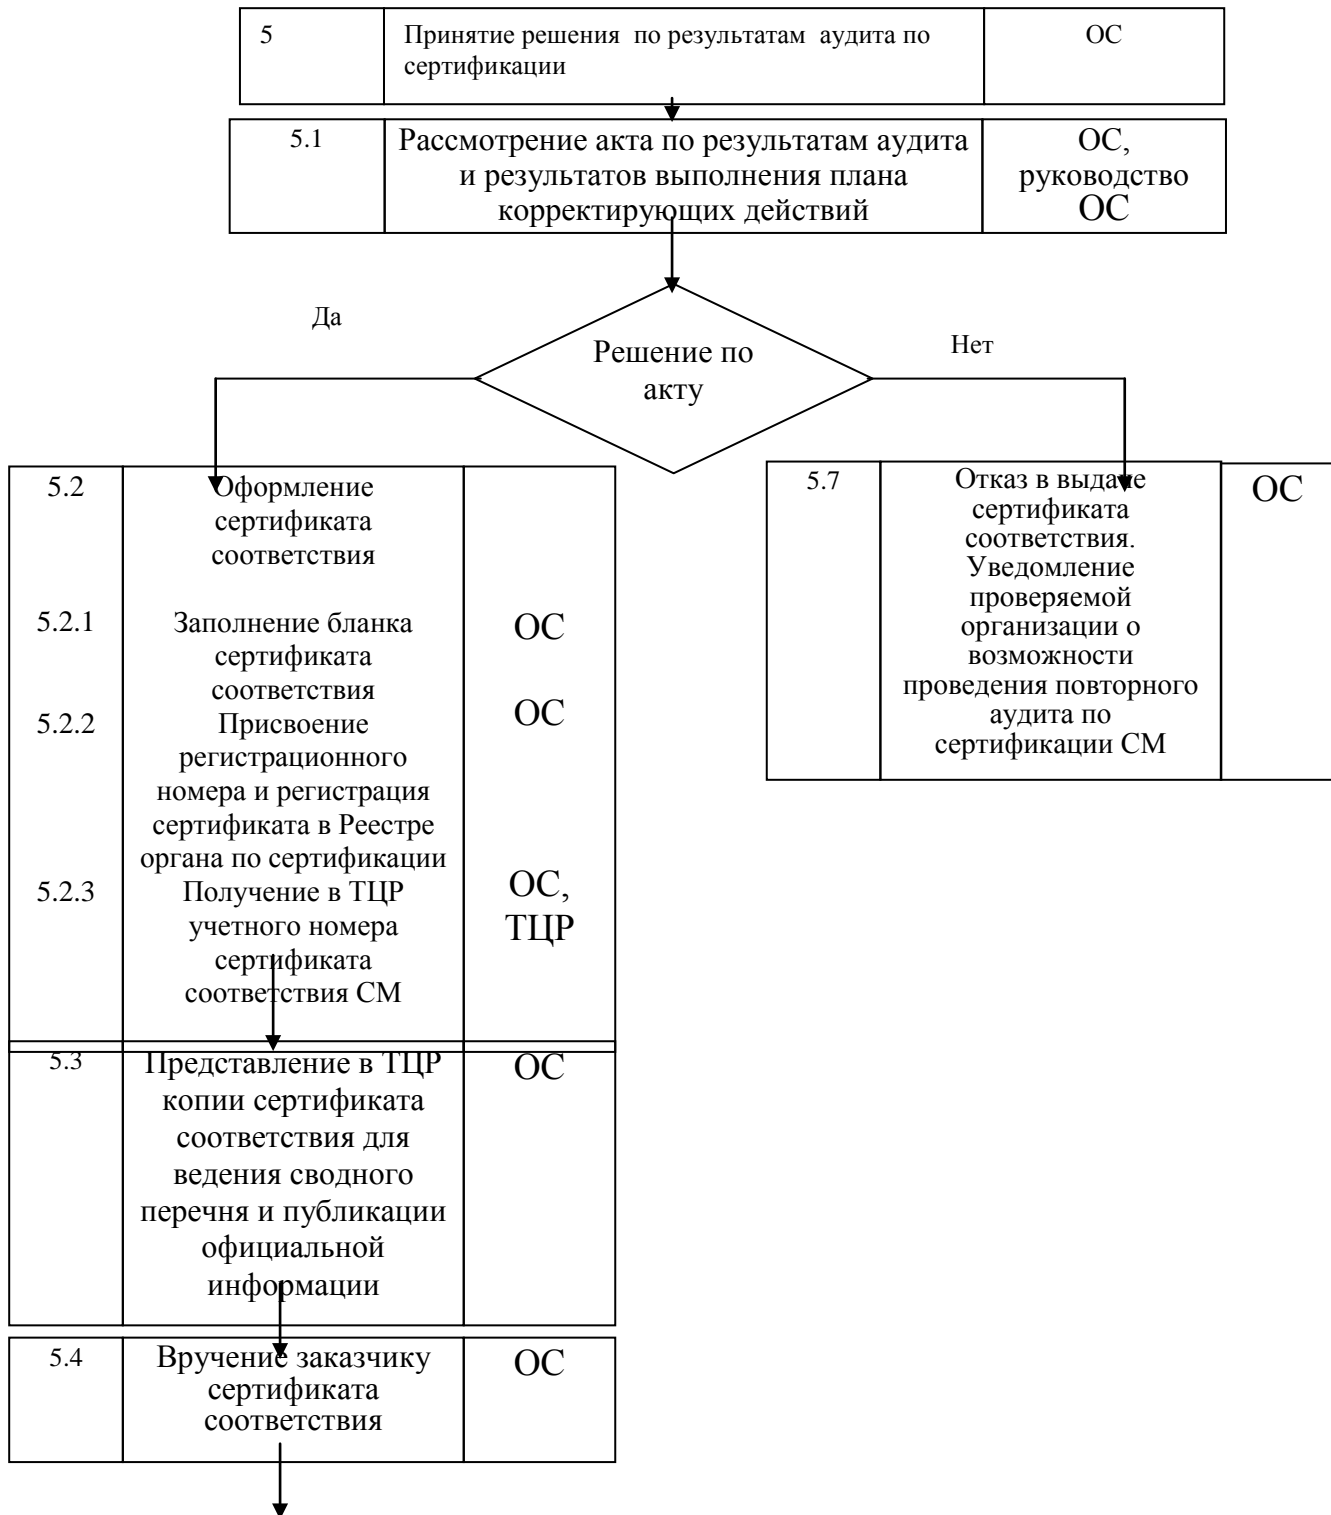 5
Принятие решения по результатам аудита по
сертификации
ОС
5.1
Рассмотрение акта по результатам аудита
и результатов выполнения плана
корректирующих действий
ОС,
руководство
ОС
Да
Решение по
акту
Нет
5.2
Оформление
сертификата
соответствия
5.2.1
Заполнение бланка
сертификата
соответствия
ОС
5.2.2
Присвоение
регистрационного
номера и регистрация
сертификата в Реестре
органа по сертификации
ОС
5.2.3
Получение в ТЦР
учетного номера
сертификата
соответствия СМ
ОС,
ТЦР
5.7
Отказ в выдаче
сертификата
соответствия.
Уведомление
проверяемой
организации о
возможности
проведения повторного
аудита по
сертификации СМ
ОС
5.3
Представление в ТЦР
копии сертификата
соответствия для
ведения сводного
перечня и публикации
официальной
информации
ОС
5.4
Вручение заказчику
сертификата
соответствия
ОС